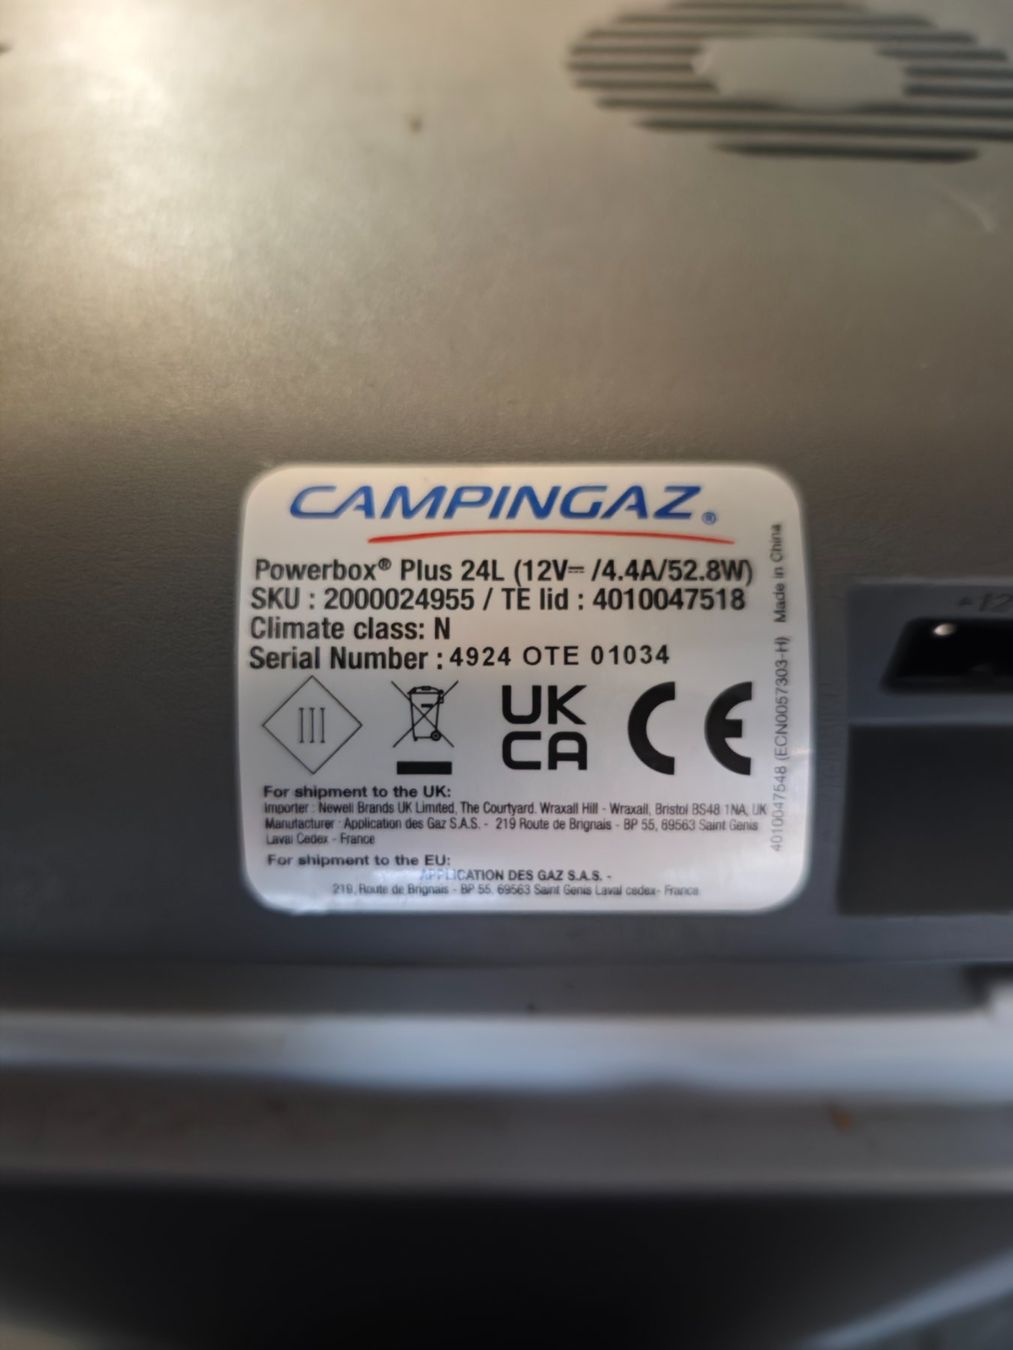 CAMPINGAZ®
Powerbox® Plus 24L (12V⎓ /4.4A/52.8W)
SKU : 2000024955 / TE lid : 4010047518
Climate class: N
Serial Number : 4924 OTE 01034
III
UK
CA
CE
For shipment to the UK:
Importer : Newell Brands UK Limited, The Courtyard. Wraxall Hill - Wraxall, Bristol BS48 1NA, UK
Manufacturer : Application des Gaz S.A.S. - 219 Route de Brignais - BP 55, 69563 Saint Genis
Laval Cedex - France
For shipment to the EU:
APPLICATION DES GAZ S.A.S. -
219, Route de Brignais - BP 55, 69563 Saint Genis Laval cedex- France
4010047548 (ECN0057303-H) Made in China